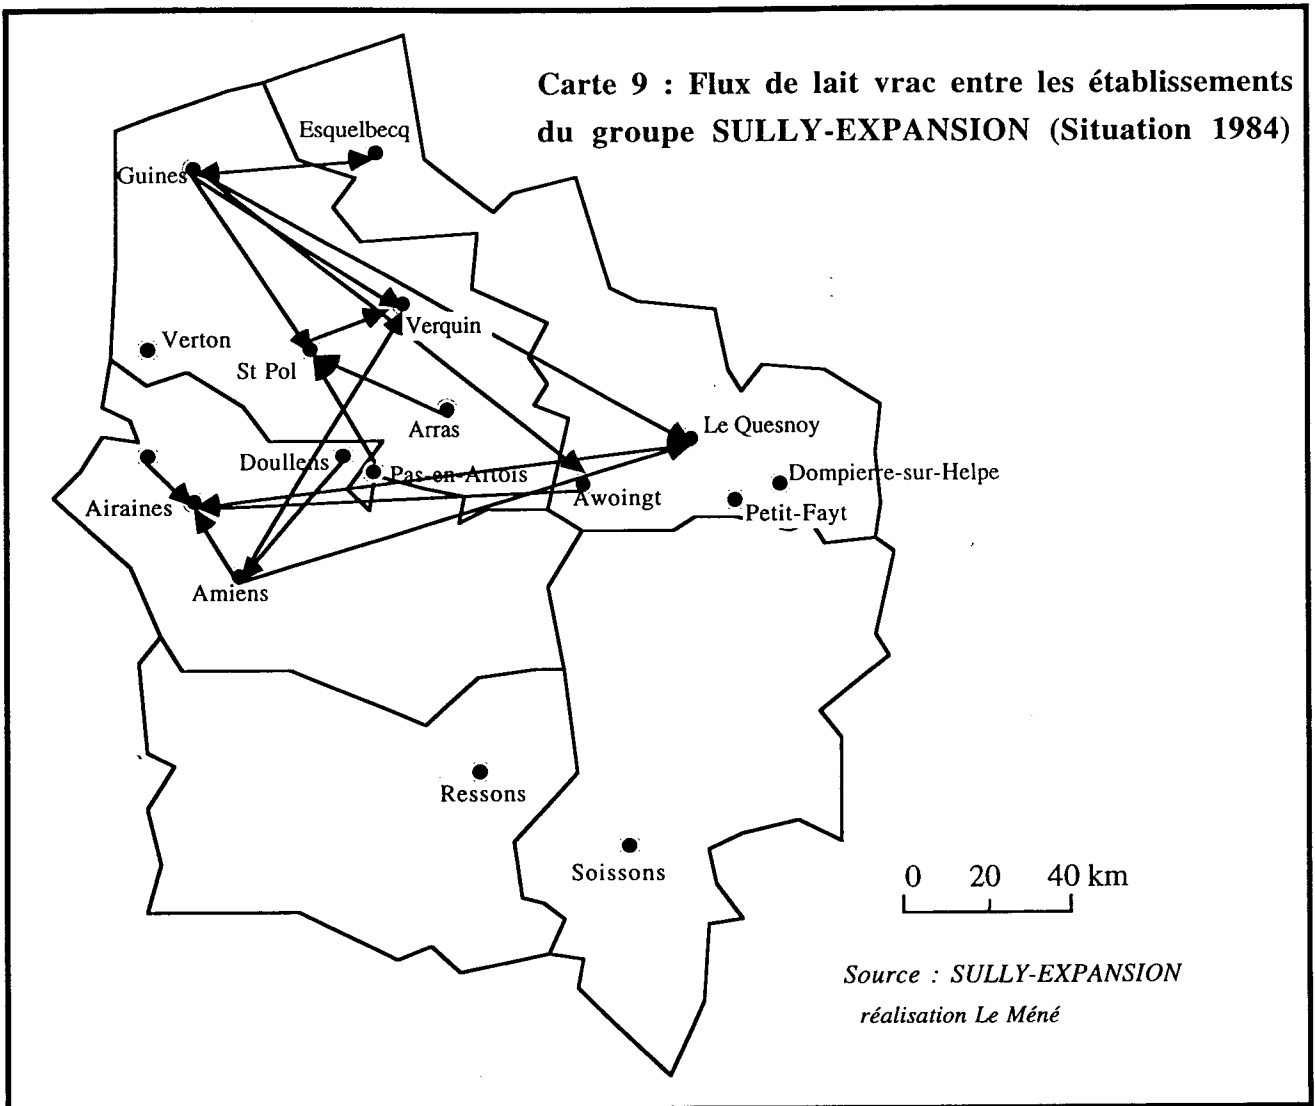 Carte 9 : Flux de lait vrac entre les établissements
du groupe SULLY-EXPANSION (Situation 1984)
Esquelbecq
Guines
Verquin
Verton
St Pol
Arras
Le Quesnoy
Doullens
Pas-en-Artois
Dompierre-sur-Helpe
Airaines
Awoingt
Petit-Fayt
Amiens
Ressons
Soissons
0 20 40 km
Source : SULLY-EXPANSION
réalisation Le Méné